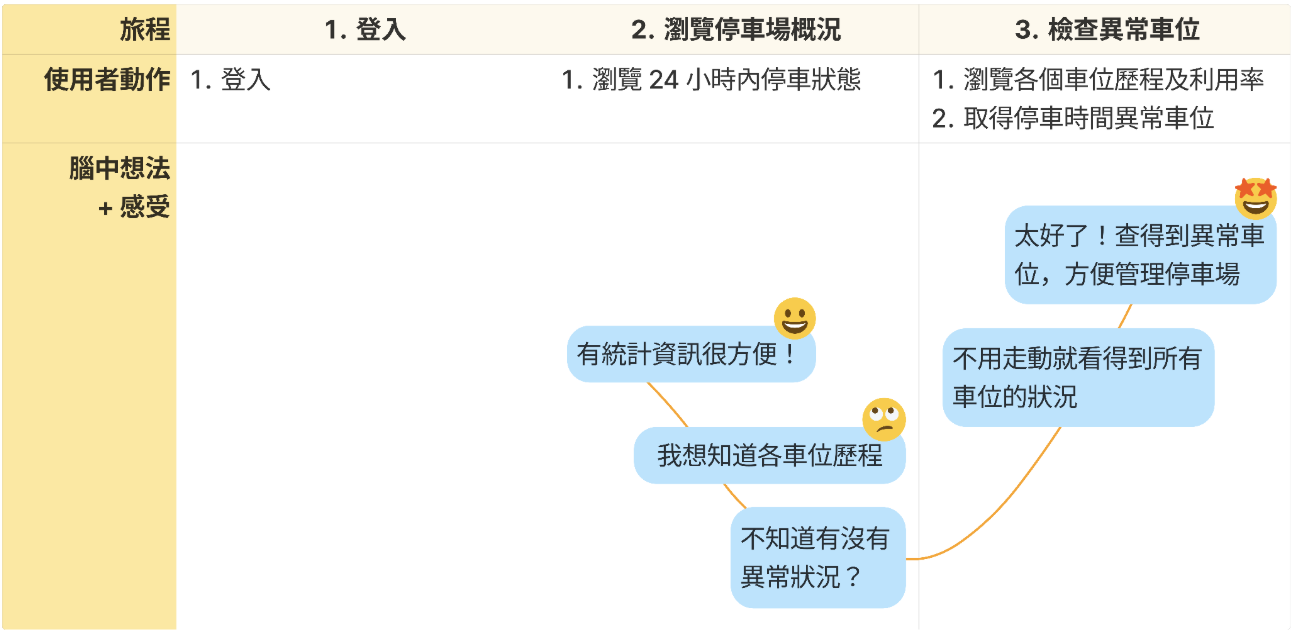 旅程
1. 登入
2. 瀏覽停車場概況
3. 檢查異常車位
使用者動作
1. 登入
1. 瀏覽 24 小時內停車狀態
1. 瀏覽各個車位歷程及利用率
2. 取得停車時間異常車位
腦中想法
+ 感受
有統計資訊很方便！
我想知道各車位歷程
不知道有沒有
異常狀況？
太好了！查得到異常車
位，方便管理停車場
不用走動就看得到所有
車位的狀況